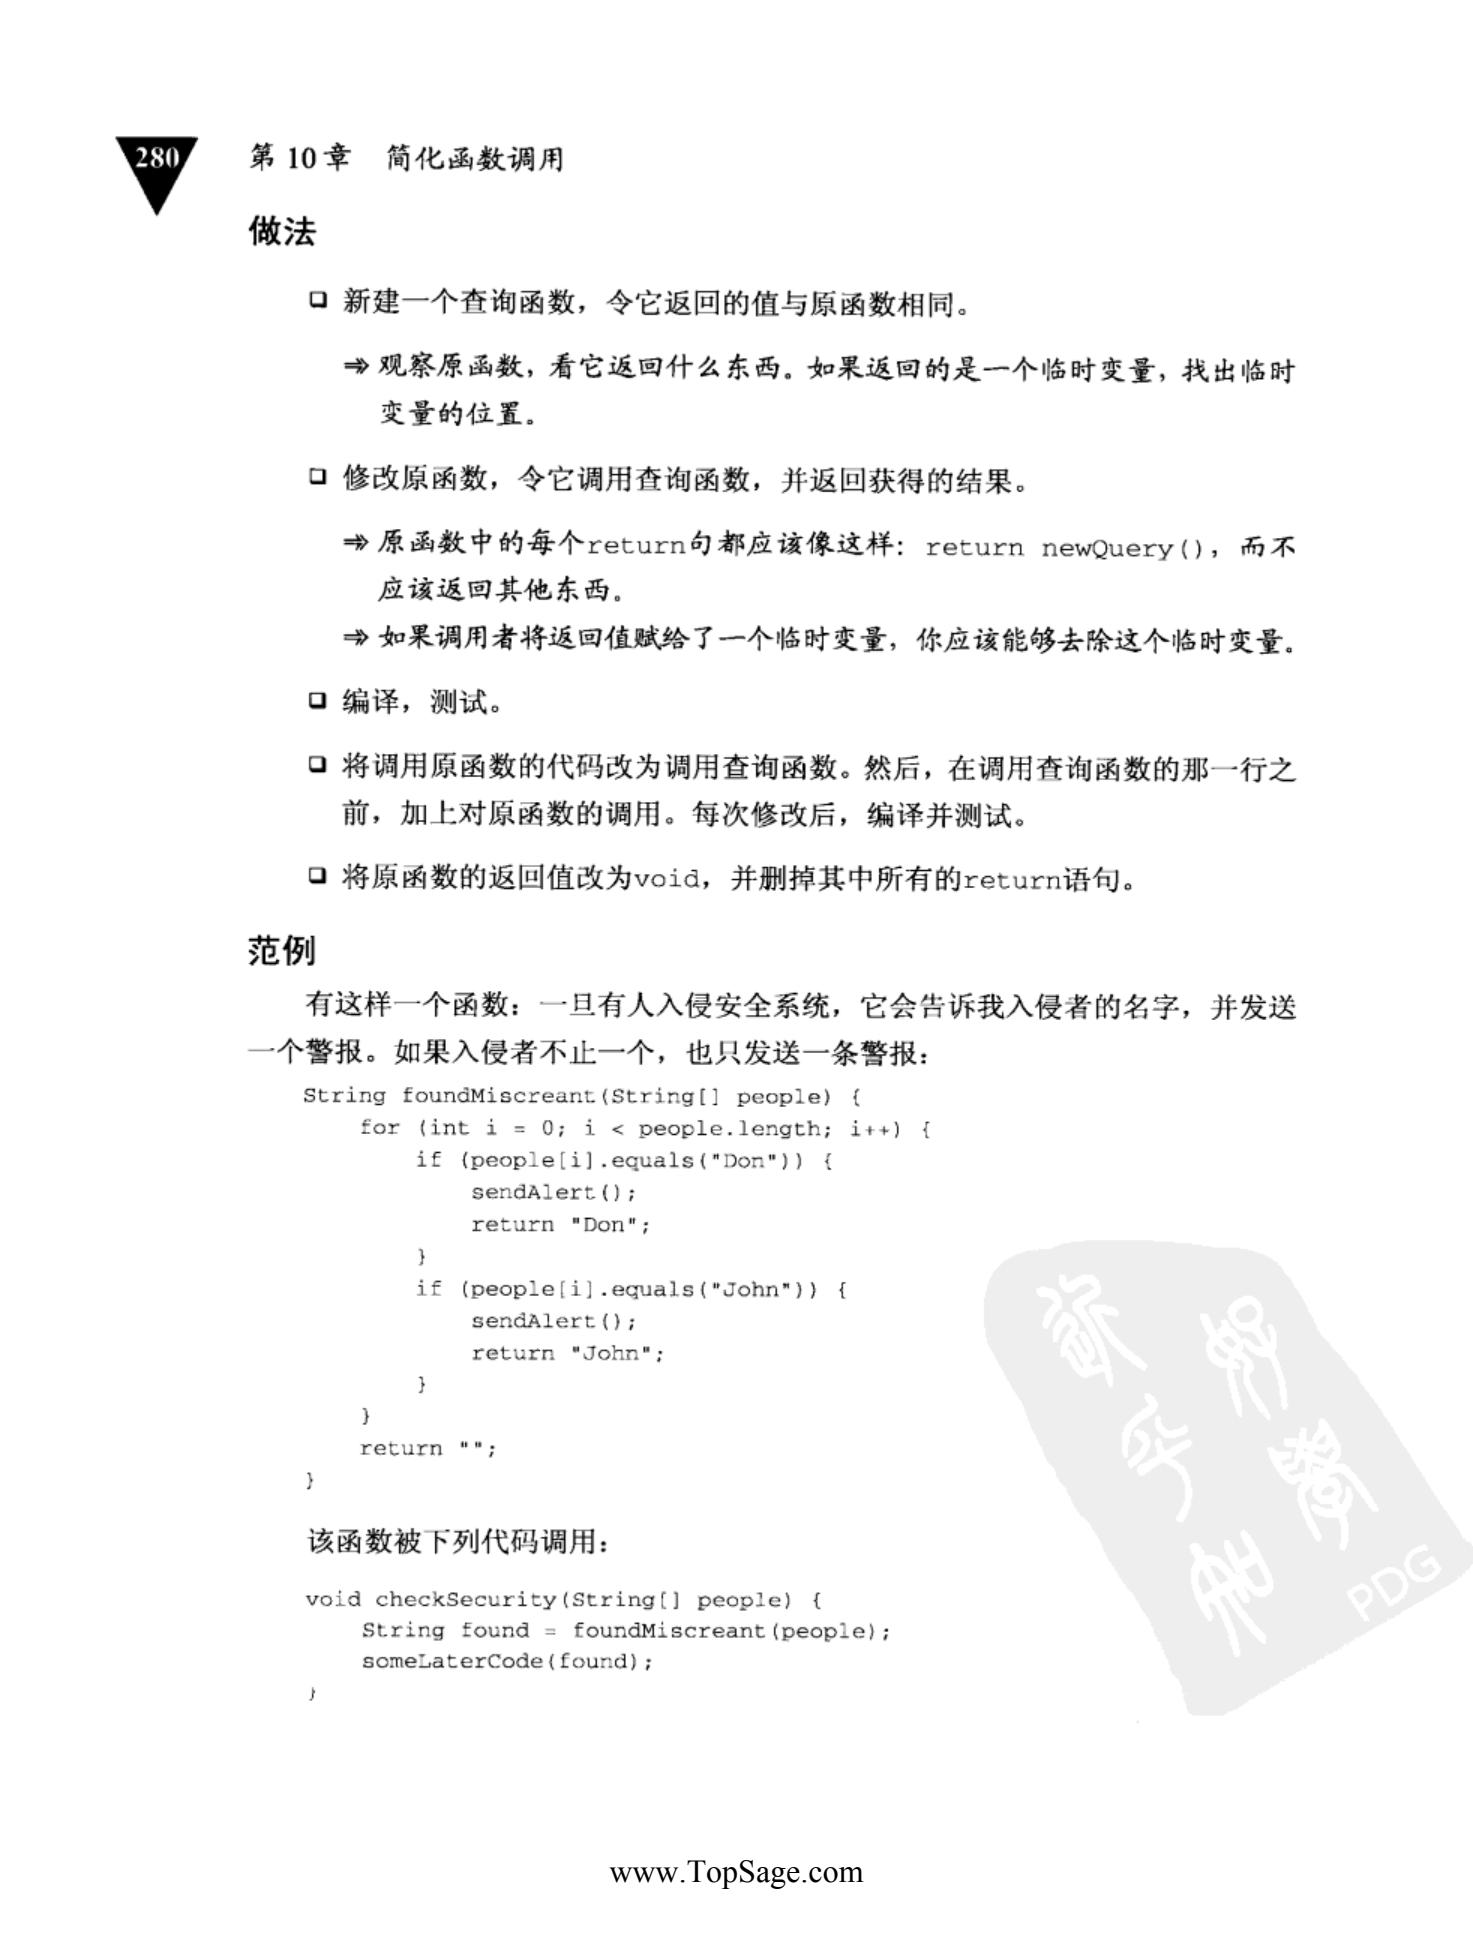 280 第 10 章 简化函数调用
做法
❑ 新建一个查询函数，令它返回的值与原函数相同。
⇒ 观察原函数，看它返回什么东西。如果返回的是一个临时变量，找出临时
变量的位置。
❑ 修改原函数，令它调用查询函数，并返回获得的结果。
⇒ 原函数中的每个return句都应该像这样：return newQuery()，而不
应该返回其他东西。
⇒ 如果调用者将返回值赋给了一个临时变量，你应该能够去除这个临时变量。
❑ 编译，测试。
❑ 将调用原函数的代码改为调用查询函数。然后，在调用查询函数的那一行之
前，加上对原函数的调用。每次修改后，编译并测试。
❑ 将原函数的返回值改为void，并删掉其中所有的return语句。
范例
有这样一个函数：一旦有人入侵安全系统，它会告诉我入侵者的名字，并发送
一个警报。如果入侵者不止一个，也只发送一条警报：
String foundMiscreant(String[] people) {
    for (int i = 0; i < people.length; i++) {
        if (people[i].equals("Don")) {
            sendAlert();
            return "Don";
        }
        if (people[i].equals("John")) {
            sendAlert();
            return "John";
        }
    }
    return "";
}
该函数被下列代码调用：
void checkSecurity(String[] people) {
    String found = foundMiscreant(people);
    someLaterCode(found);
}
PDG
www.TopSage.com